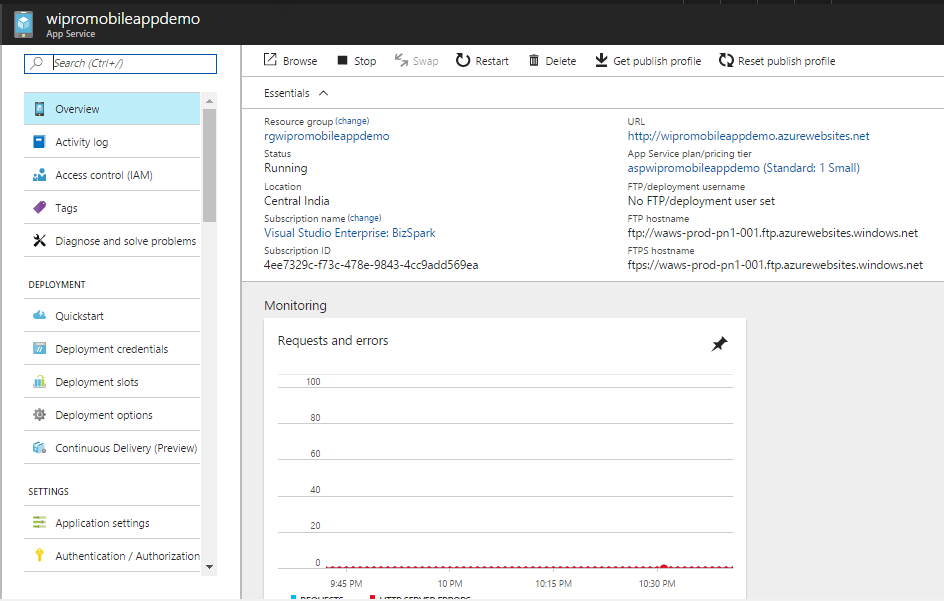 wipromobileappdemo
App Service
Search (Ctrl+/)
Overview
Activity log
Access control (IAM)
Tags
Diagnose and solve problems
DEPLOYMENT
Quickstart
Deployment credentials
Deployment slots
Deployment options
Continuous Delivery (Preview)
SETTINGS
Application settings
Authentication / Authorization
Browse Stop Swap Restart Delete Get publish profile Reset publish profile
Essentials
Resource group (change)
rgwipromobileappdemo
Status
Running
Location
Central India
Subscription name (change)
Visual Studio Enterprise: BizSpark
Subscription ID
4ee7329c-f73c-478e-9843-4cc9add569ea
URL
http://wipromobileappdemo.azurewebsites.net
App Service plan/pricing tier
aspwipromobileappdemo (Standard: 1 Small)
FTP/deployment username
No FTP/deployment user set
FTP hostname
ftp://waws-prod-pn1-001.ftp.azurewebsites.windows.net
FTPS hostname
ftps://waws-prod-pn1-001.ftp.azurewebsites.windows.net
Monitoring
Requests and errors
100
80
60
40
20
0
9:45 PM 10 PM 10:15 PM 10:30 PM
REQUESTS HTTP SERVER ERRORS